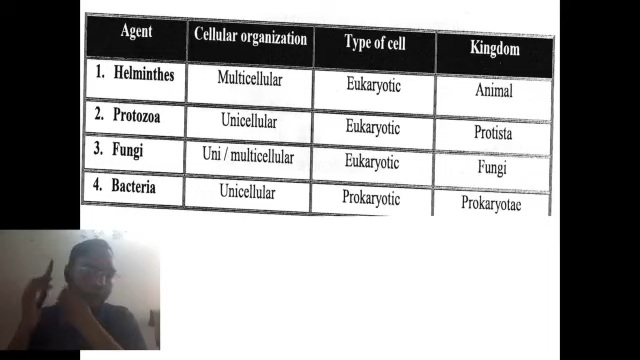 Agent Cellular organization Type of cell Kingdom
1. Helminthes Multicellular Eukaryotic Animal
2. Protozoa Unicellular Eukaryotic Protista
3. Fungi Uni / multicellular Eukaryotic Fungi
4. Bacteria Unicellular Prokaryotic Prokaryotae